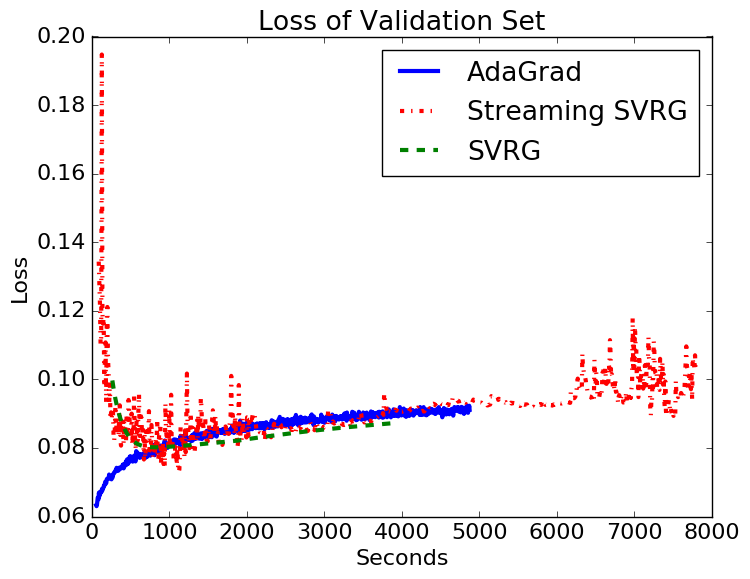 Loss of Validation Set
0.20
0.18
0.16
0.14
0.12
0.10
0.08
0.06
Loss
AdaGrad
Streaming SVRG
SVRG
0 1000 2000 3000 4000 5000 6000 7000 8000
Seconds